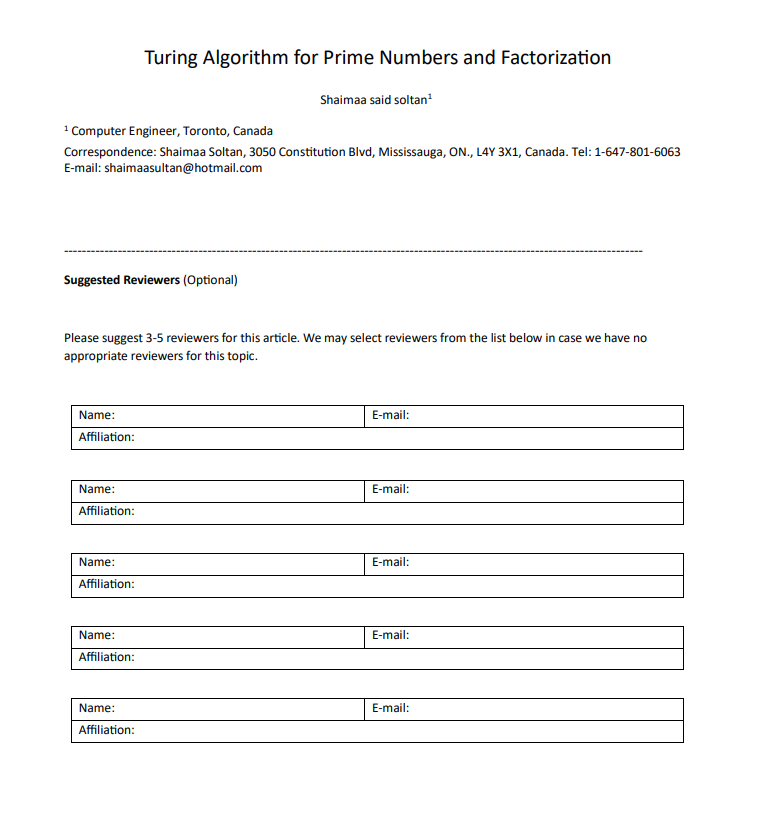 Turing Algorithm for Prime Numbers and Factorization
Shaimaa said soltan¹
¹ Computer Engineer, Toronto, Canada
Correspondence: Shaimaa Soltan, 3050 Constitution Blvd, Mississauga, ON., L4Y 3X1, Canada. Tel: 1-647-801-6063
E-mail: shaimaasultan@hotmail.com
---------------------------------------------------------------------------------------------------------------------------------
Suggested Reviewers (Optional)
Please suggest 3-5 reviewers for this article. We may select reviewers from the list below in case we have no
appropriate reviewers for this topic.
Name: E-mail:
Affiliation:
Name: E-mail:
Affiliation:
Name: E-mail:
Affiliation:
Name: E-mail:
Affiliation:
Name: E-mail:
Affiliation: